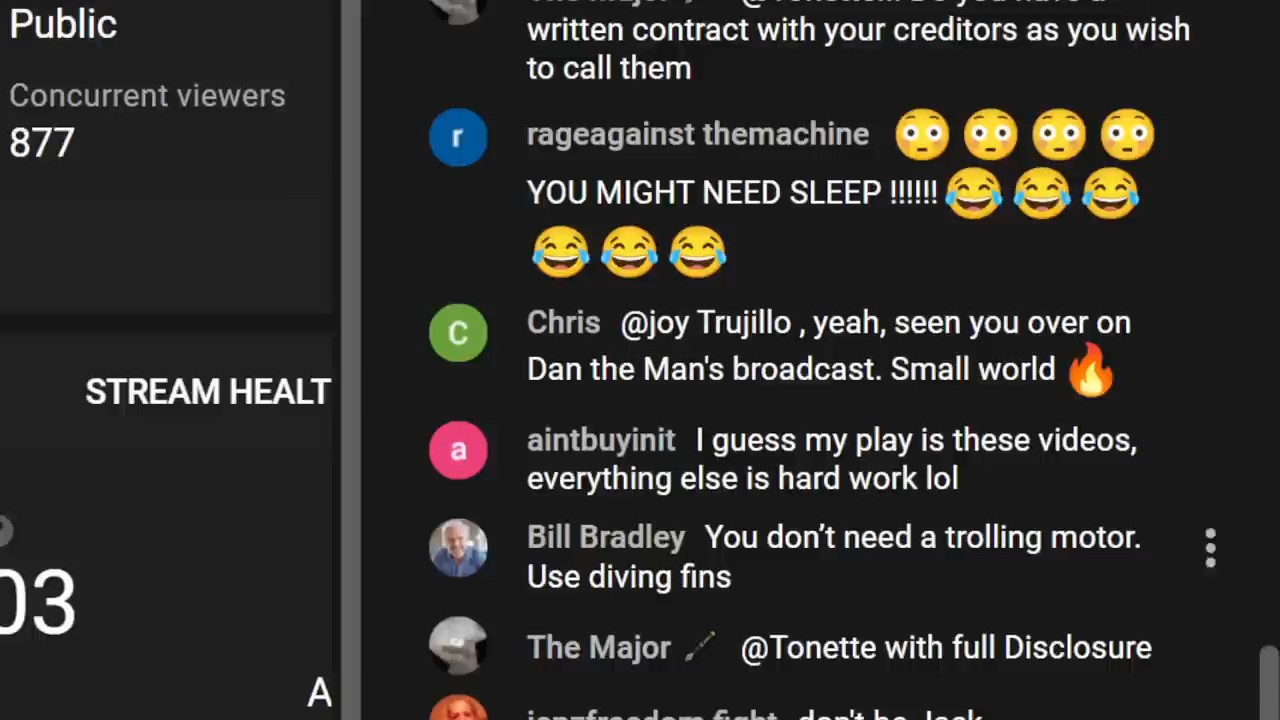 Public
Concurrent viewers
877
STREAM HEALT
03
A
written contract with your creditors as you wish
to call them
r
rageagainst themachine 😳 😳 😳 😳
YOU MIGHT NEED SLEEP !!!!!! 😂 😂 😂
😂 😂 😂
C
Chris @joy Trujillo , yeah, seen you over on
Dan the Man's broadcast. Small world 🔥
a
aintbuyinit I guess my play is these videos,
everything else is hard work lol
Bill Bradley You don’t need a trolling motor.
Use diving fins
The Major @Tonette with full Disclosure